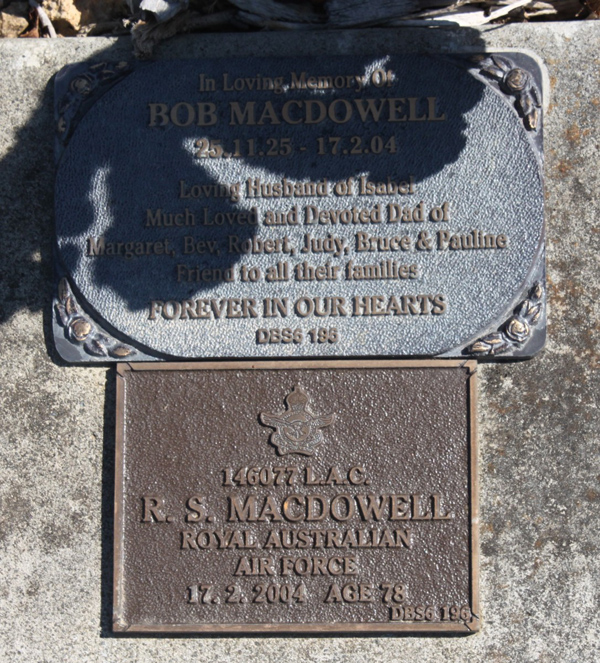 In Loving Memory Of
BOB MACDOWELL
25.11.25 - 17.2.04
Loving Husband of Isabel
Much Loved and Devoted Dad of
Margaret, Bev, Robert, Judy, Bruce & Pauline
Friend to all their families
FOREVER IN OUR HEARTS
DBS6 196
146077 L.A.C.
R. S. MACDOWELL
ROYAL AUSTRALIAN
AIR FORCE
17. 2. 2004 AGE 78
DBS6 196